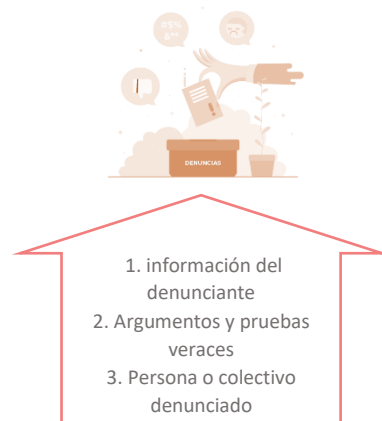 #$%
&**
!
DENUNCIAS
1. información del
denunciante
2. Argumentos y pruebas
veraces
3. Persona o colectivo
denunciado